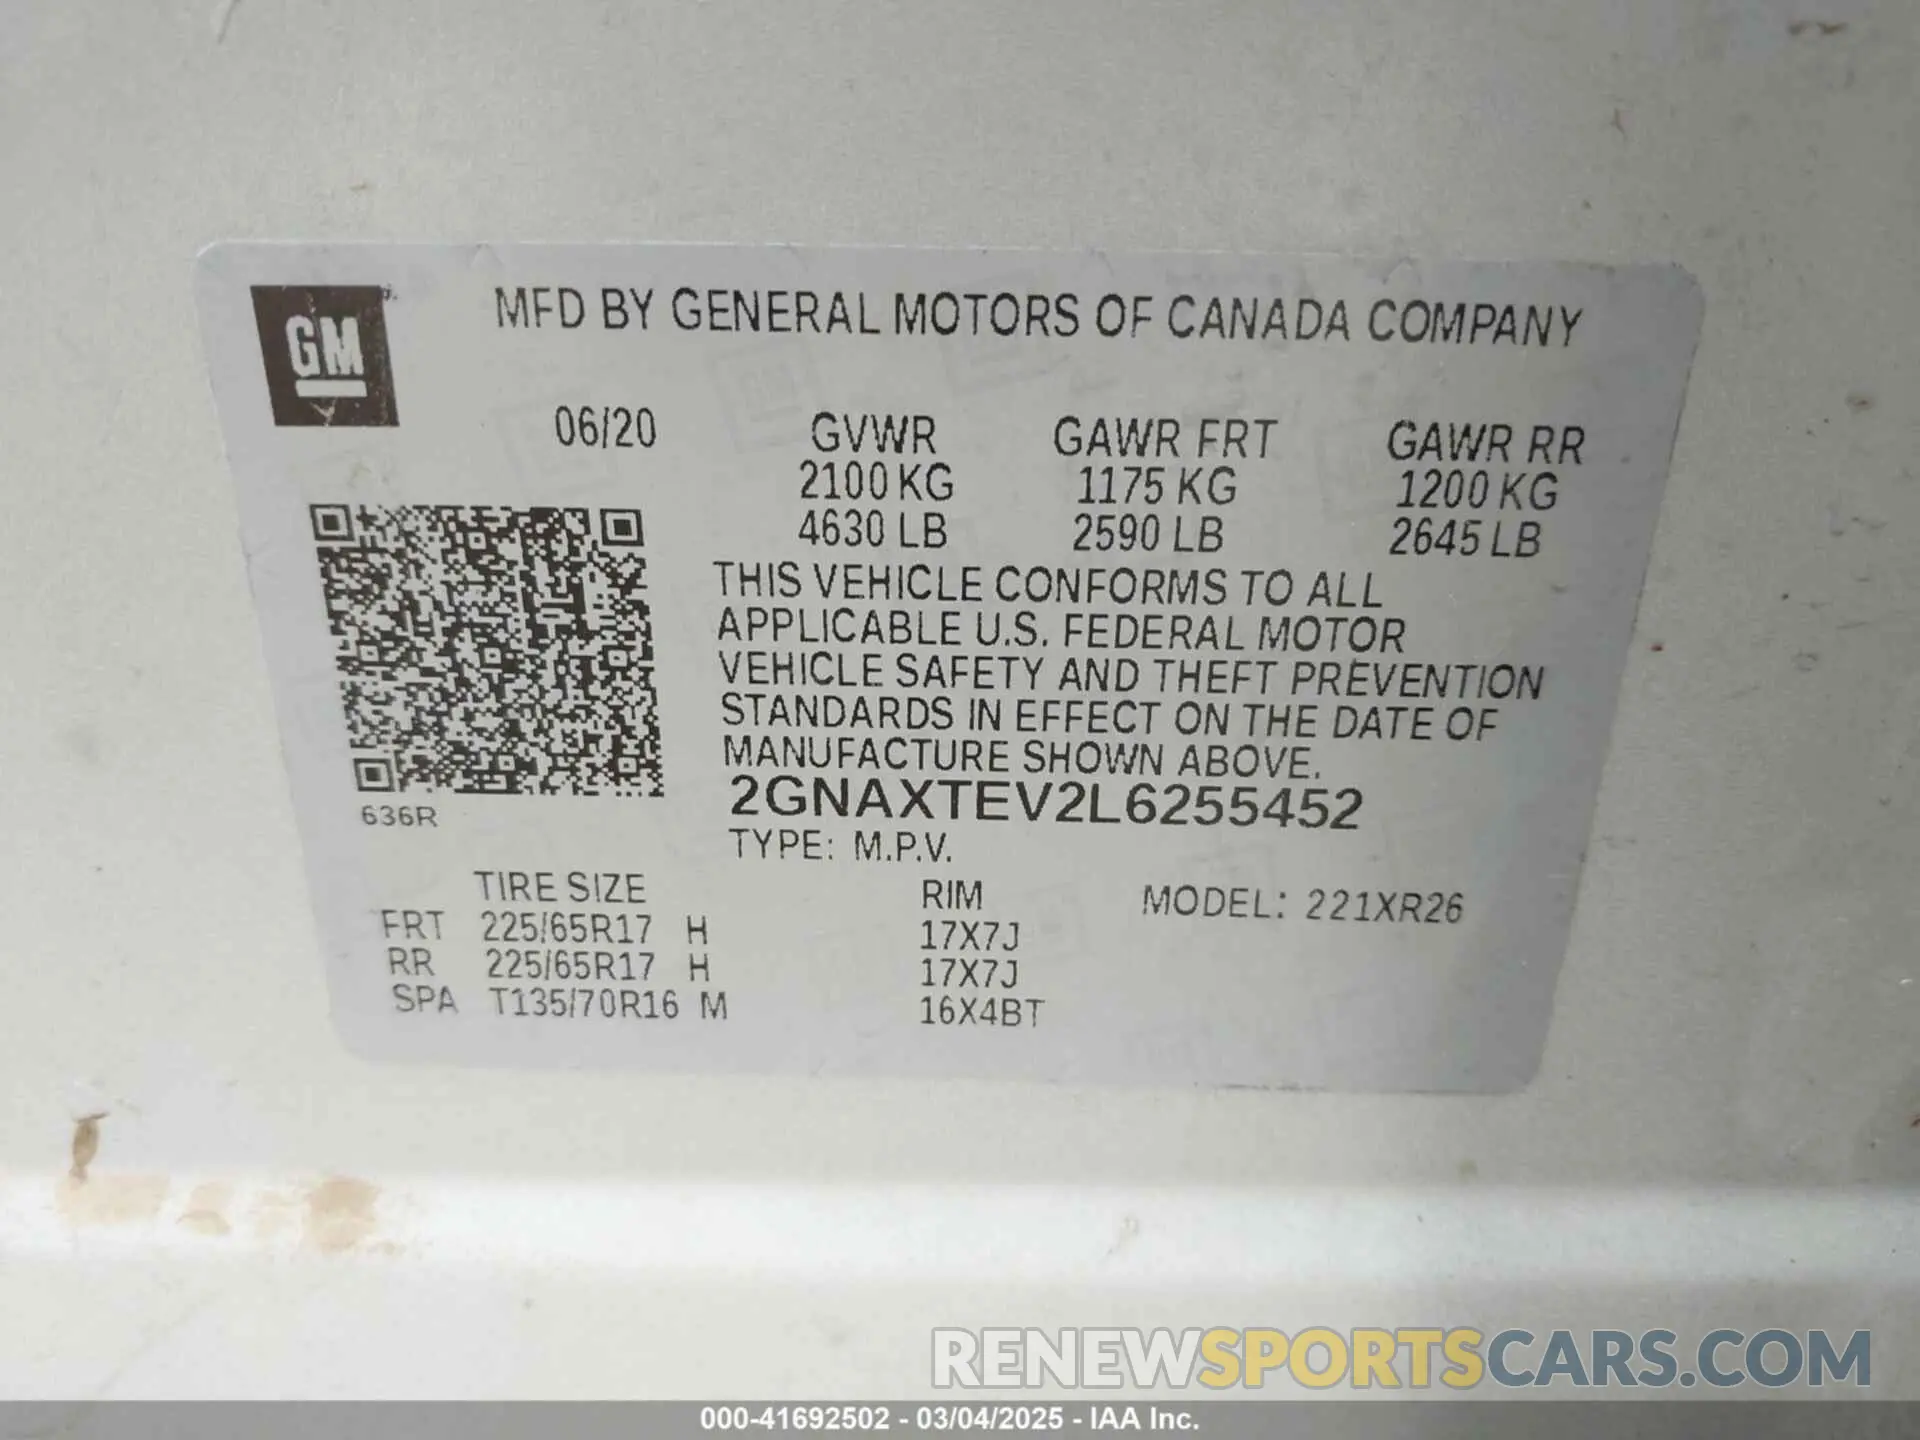 GM
MFD BY GENERAL MOTORS OF CANADA COMPANY
06/20 GVWR GAWR FRT GAWR RR
2100 KG 1175 KG 1200 KG
4630 LB 2590 LB 2645 LB
THIS VEHICLE CONFORMS TO ALL
APPLICABLE U.S. FEDERAL MOTOR
VEHICLE SAFETY AND THEFT PREVENTION
STANDARDS IN EFFECT ON THE DATE OF
MANUFACTURE SHOWN ABOVE.
2GNAXTEV2L6255452
636R
TYPE: M.P.V.
TIRE SIZE RIM MODEL: 221XR26
FRT 225/65R17 H 17X7J
RR 225/65R17 H 17X7J
SPA T135/70R16 M 16X4BT
RENEWSPORTSCARS.COM
000-41692502 - 03/04/2025 - IAA Inc.